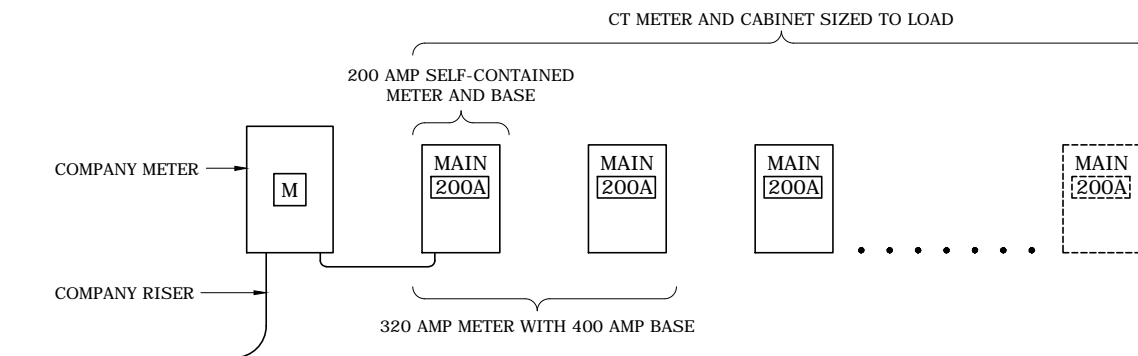 CT METER AND CABINET SIZED TO LOAD
200 AMP SELF-CONTAINED
METER AND BASE
COMPANY METER
M
MAIN
200A
MAIN
200A
MAIN
200A
MAIN
200A
COMPANY RISER
320 AMP METER WITH 400 AMP BASE